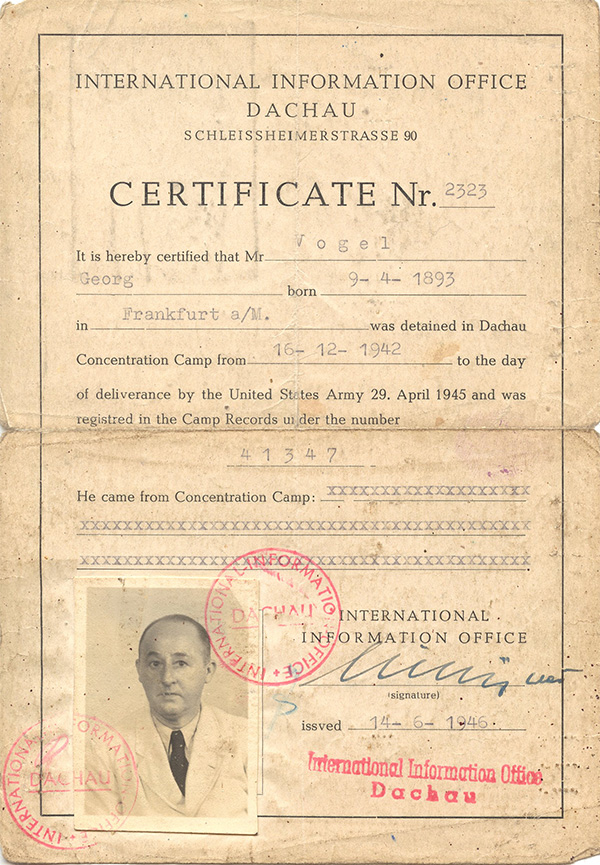 INTERNATIONAL INFORMATION OFFICE
DACHAU
SCHLEISSHEIMERSTRASSE 90
CERTIFICATE Nr. 2323
It is hereby certified that Mr Vogel
Georg born 9- 4- 1893
in Frankfurt a/M. was detained in Dachau
Concentration Camp from 16- 12- 1942 to the day
of deliverance by the United States Army 29. April 1945 and was
registred in the Camp Records under the number
41347
He came from Concentration Camp: xxxxxxxxxxxxxxxxxx
xxxxxxxxxxxxxxxxxxxxxxxxxxxxxxxxxxxxxxxx
xxxxxxxxxxxxxxxxxxxxxxxxxxxxxxxxxxxxxxxx
INTERNATIONAL INFORMATION OFFICE
DACHAU
INTERNATIONAL
INFORMATION OFFICE
(signature)
issued 14- 6- 1946
INTERNATIONAL INFORMATION OFFICE
DACHAU
International Information Office
Dachau